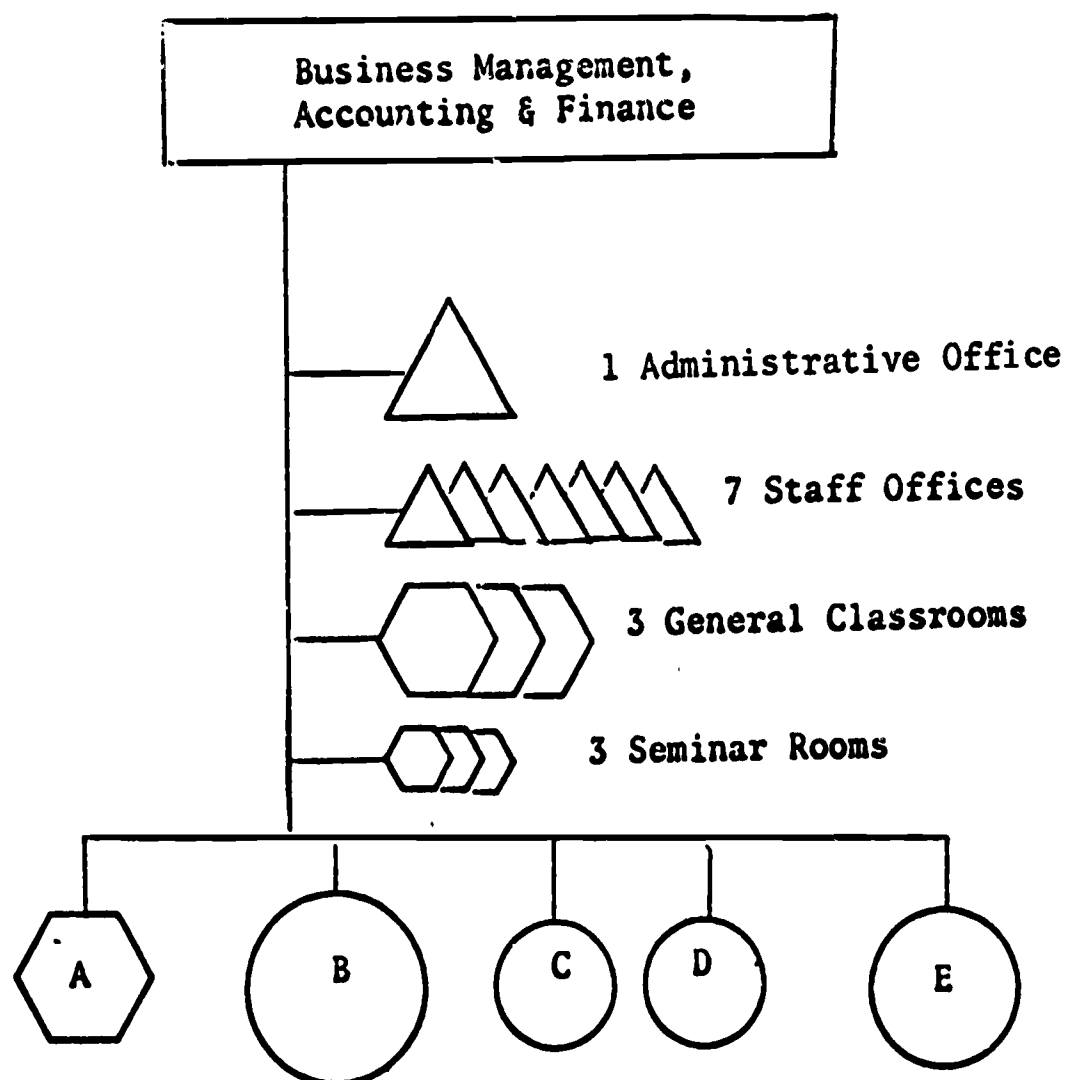 Business Management,
Accounting & Finance
1 Administrative Office
7 Staff Offices
3 General Classrooms
3 Seminar Rooms
A
B
C
D
E